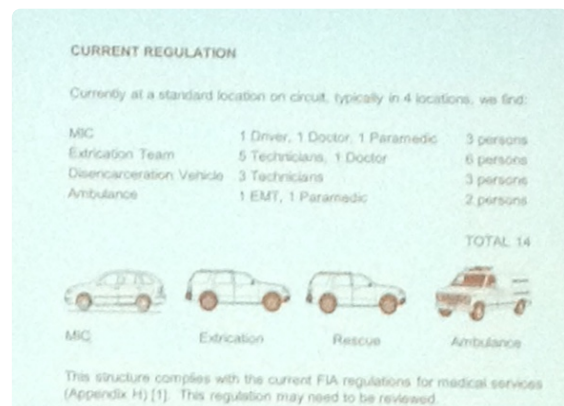 CURRENT REGULATION
Currently at a standard location on circuit, typically in 4 locations, we find:
MIC 1 Driver, 1 Doctor, 1 Paramedic 3 persons
Extrication Team 5 Technicians, 1 Doctor 6 persons
Disencarceration Vehicle 3 Technicians 3 persons
Ambulance 1 EMT, 1 Paramedic 2 persons
TOTAL 14
MIC Extrication Rescue Ambulance
This structure complies with the current FIA regulations for medical services
(Appendix H) [1]. This regulation may need to be reviewed.